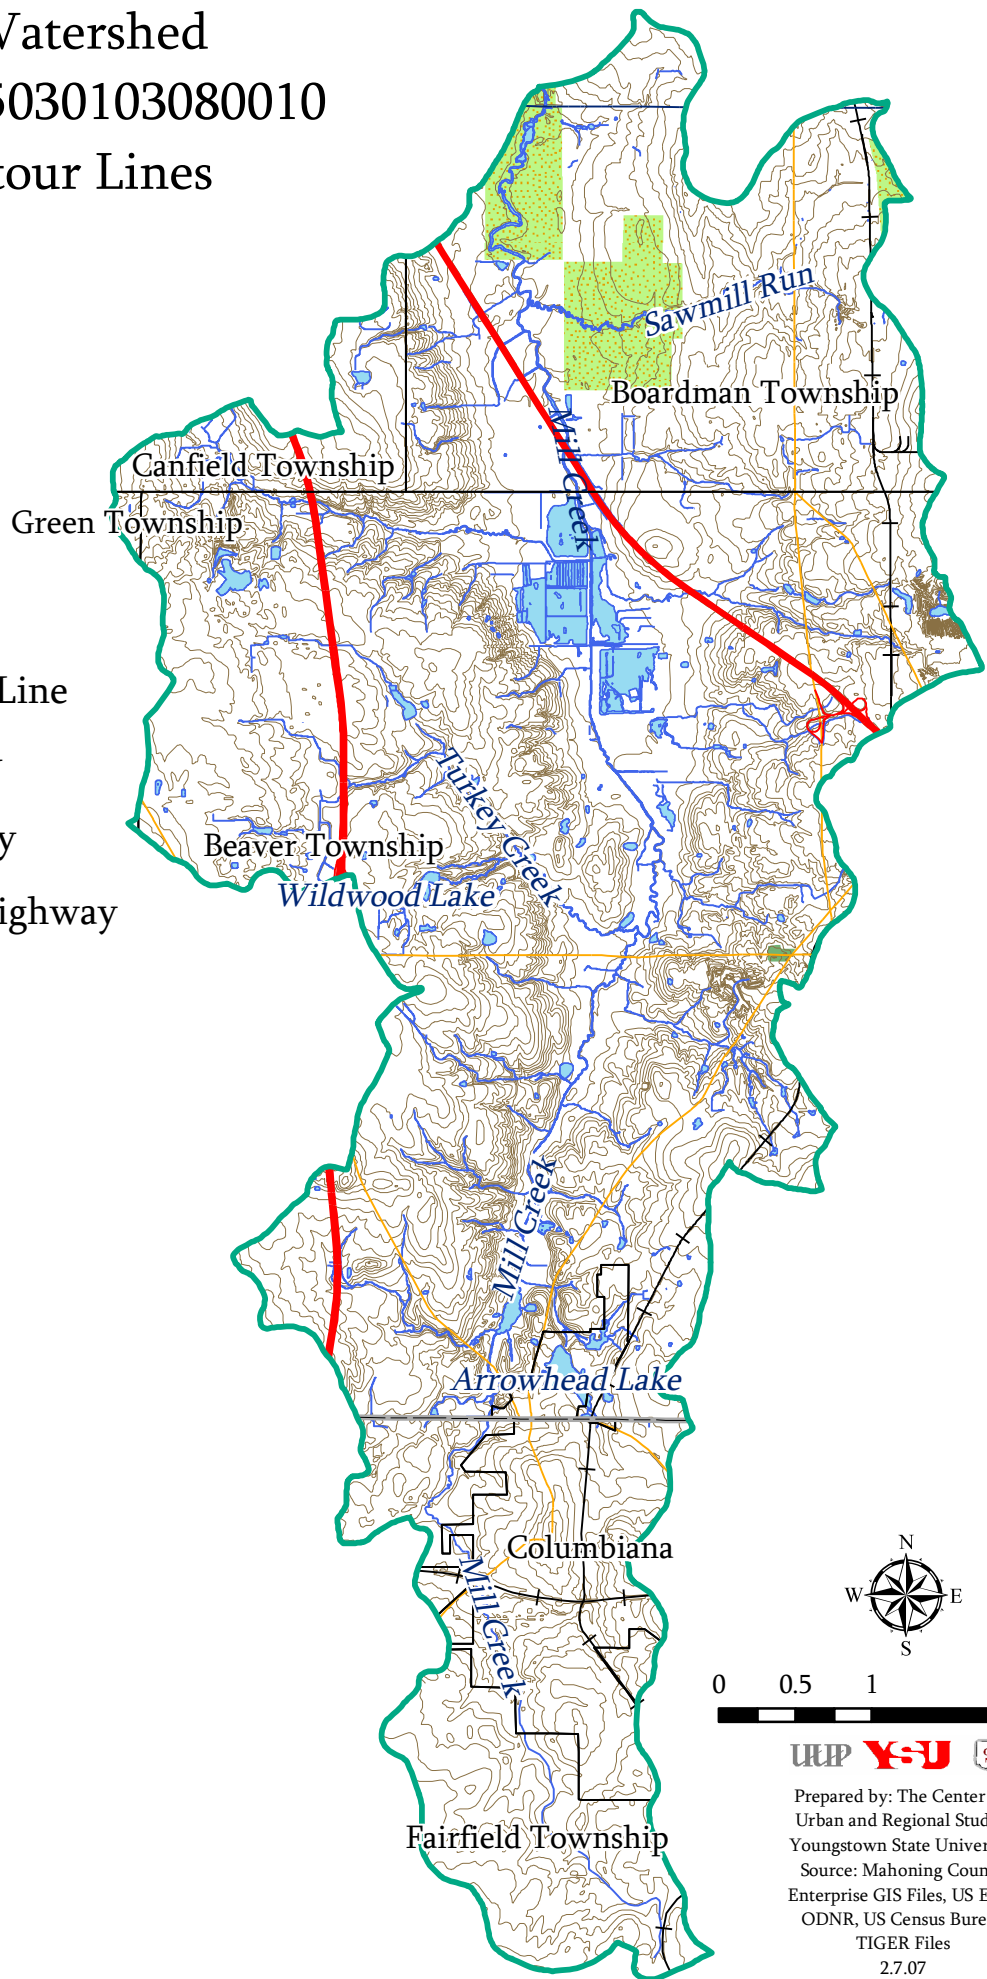 Watershed
5030103080010
tour Lines
Sawmill Run
Boardman Township
Mill Creek
Canfield Township
Green Township
Line
y
Turkey Creek
Beaver Township
Wildwood Lake
ighway
Mill Creek
Arrowhead Lake
Columbiana
Mill Creek
Fairfield Township
N
W E
S
0 0.5 1
UUP YSU
Prepared by: The Center
Urban and Regional Stud
Youngstown State Univer
Source: Mahoning Coun
Enterprise GIS Files, US E
ODNR, US Census Bure
TIGER Files
2.7.07